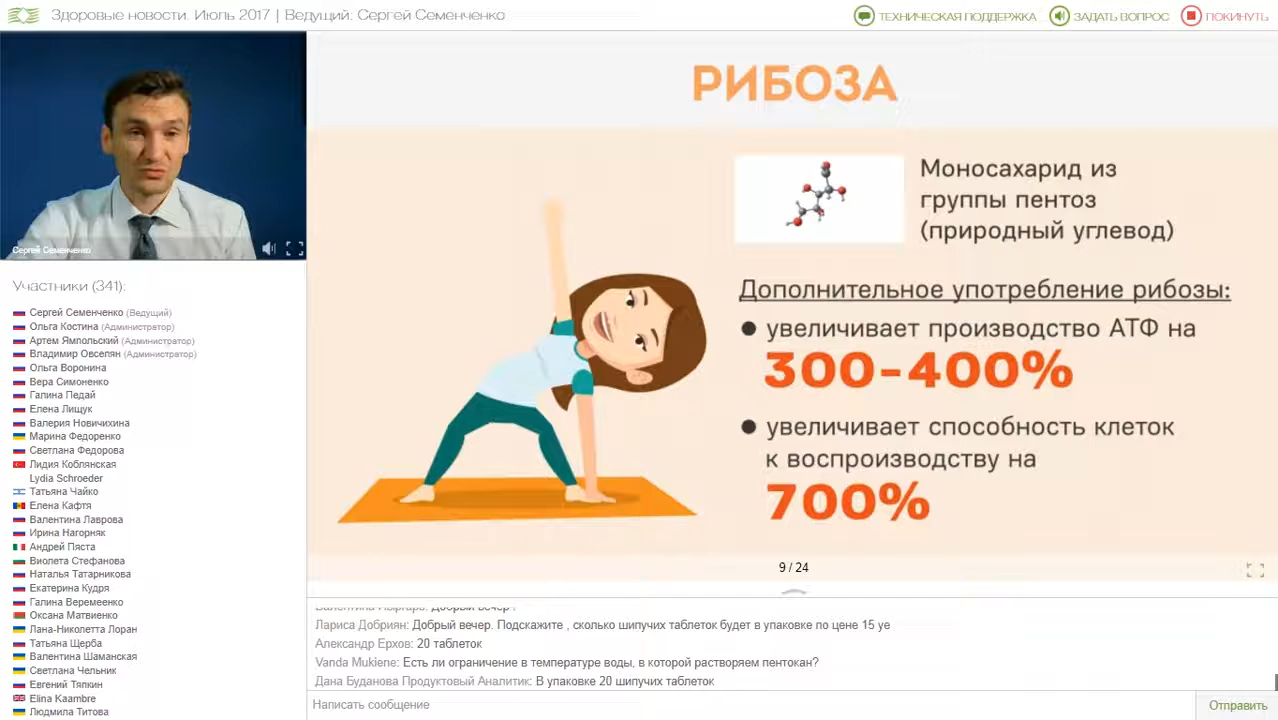 Здоровые новости. Июль 2017 | Ведущий: Сергей Семенченко
ТЕХНИЧЕСКАЯ ПОДДЕРЖКА
ЗАДАТЬ ВОПРОС
ПОКИНУТЬ
Сергей Семенченко
Участники (341):
Сергей Семенченко (Ведущий)
Ольга Костина (Администратор)
Артем Ямпольский (Администратор)
Владимир Овсепян (Администратор)
Ольга Воронина
Вера Симоненко
Галина Педай
Елена Лищук
Валерия Новичихина
Марина Федоренко
Светлана Федорова
Лидия Коблянская
Lydia Schroeder
Татьяна Чайко
Елена Кафтя
Валентина Лаврова
Ирина Нагорняк
Андрей Пяста
Виолета Стефанова
Наталья Татарникова
Екатерина Кудря
Галина Веремеенко
Оксана Матвиенко
Лана-Николетта Лоран
Татьяна Щерба
Валентина Шаманская
Светлана Чельник
Евгений Тяпкин
Elina Kaambre
Людмила Титова
РИБОЗА
Моносахарид из
группы пентоз
(природный углевод)
Дополнительное употребление рибозы:
● увеличивает производство АТФ на
300-400%
● увеличивает способность клеток
к воспроизводству на
700%
9 / 24
Лариса Добриян: Добрый вечер. Подскажите , сколько шипучих таблеток будет в упаковке по цене 15 уе
Александр Ерхов: 20 таблеток
Vanda Mukiene: Есть ли ограничение в температуре воды, в которой растворяем пентокан?
Дана Буданова Продуктовый Аналитик: В упаковке 20 шипучих таблеток
Написать сообщение
Отправить